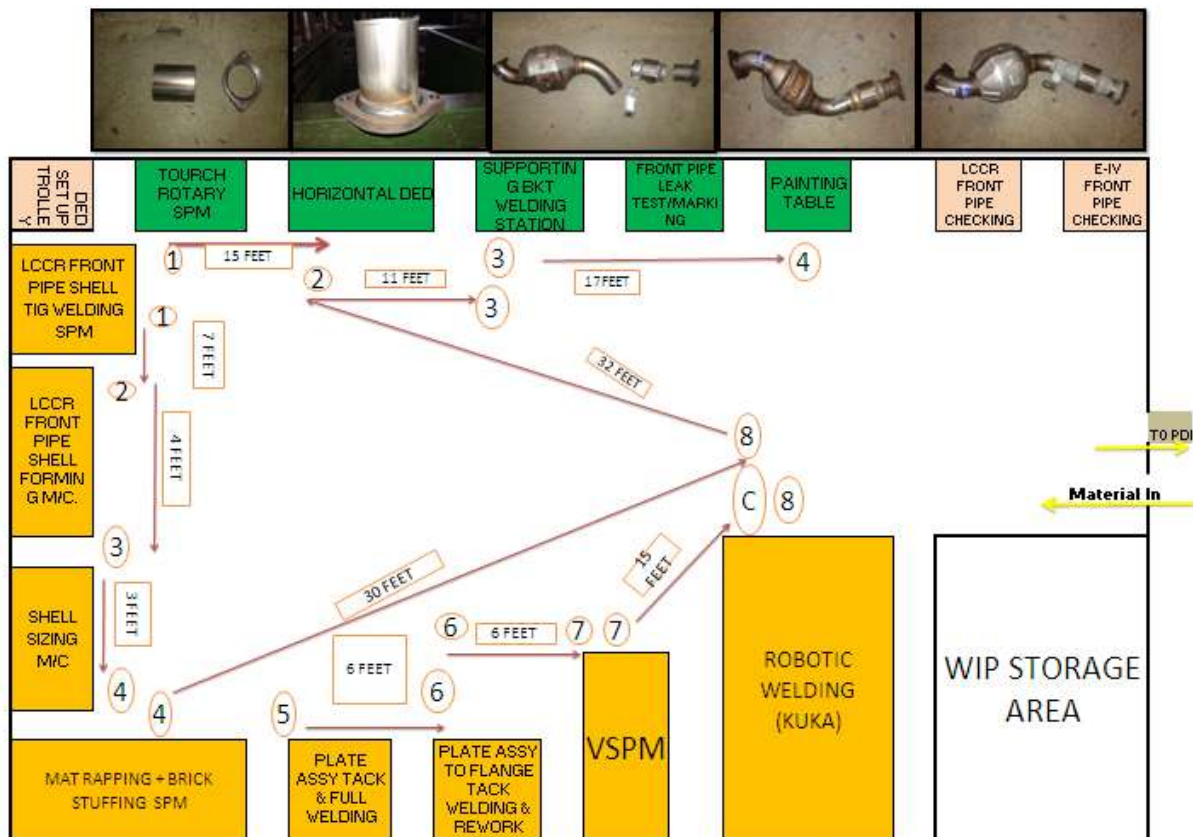 DED
SET UP
TROLLE
Y
TOURCH
ROTARY
SPM
HORIZONTAL DED
SUPPORTIN
G BKT
WELDING
STATION
FRONT PIPE
LEAK
TEST/MARKI
NG
PAINTING
TABLE
LCCR
FRONT
PIPE
CHECKING
E-IV
FRONT
PIPE
CHECKING
LCCR FRONT
PIPE SHELL
TIG WELDING
SPM
1
15 FEET
2
11 FEET
3
3
17FEET
4
1
7 FEET
2
LCCR
FRONT
PIPE
SHELL
FORMIN
G M/C.
4 FEET
32 FEET
8
TO PDI
C
8
Material In
3
SHELL
SIZING
M/C
3 FEET
30 FEET
15
FEET
4
4
5
6 FEET
6
6
6 FEET
7
7
MAT RAPPING + BRICK
STUFFING SPM
PLATE
ASSY TACK
& FULL
WELDING
PLATE ASSY
TO FLANGE
TACK
WELDING &
REWORK
VSPM
ROBOTIC
WELDING
(KUKA)
WIP STORAGE
AREA